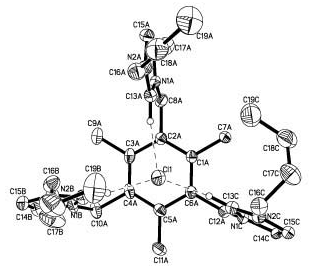 C15A
C19A
N2A
C17A
C18A
C16A
N1A
C13A
C8A
C19C
C9A
C3A
C2A
C7A
C18C
C1A
C16B
C19B
Cl1
C17C
C15B
N2B
C4A
C6A
C13C
C16C
C14B
N1B
C12A
N2C
C17B
C10A
C5A
N1C
C15C
C14C
C11A